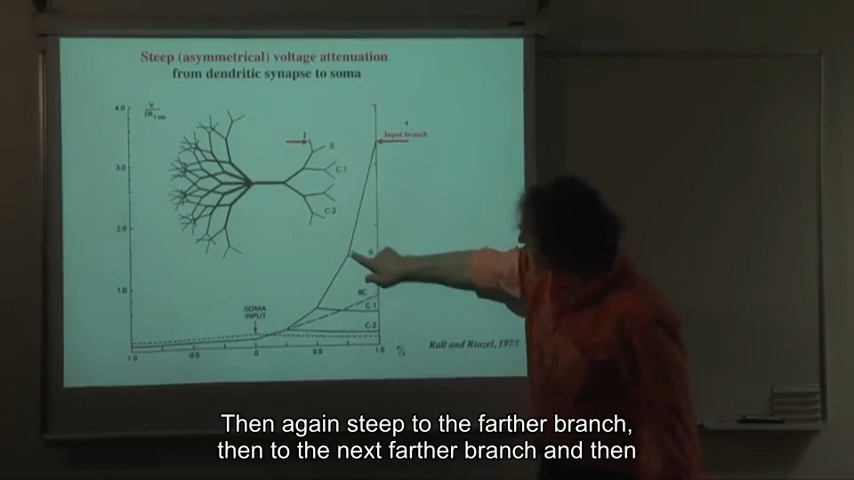 Steep (asymmetrical) voltage attenuation
from dendritic synapse to soma
4.0
V
I
Input branch
S
3.0
C-1
2.0
C-2
S
1.0
SOMA
INPUT
BC
C-1
C-2
1.0
0.5
0
0.5
1.0
Rall and Rinzel, 1973
Then again steep to the farther branch,
then to the next farther branch and then